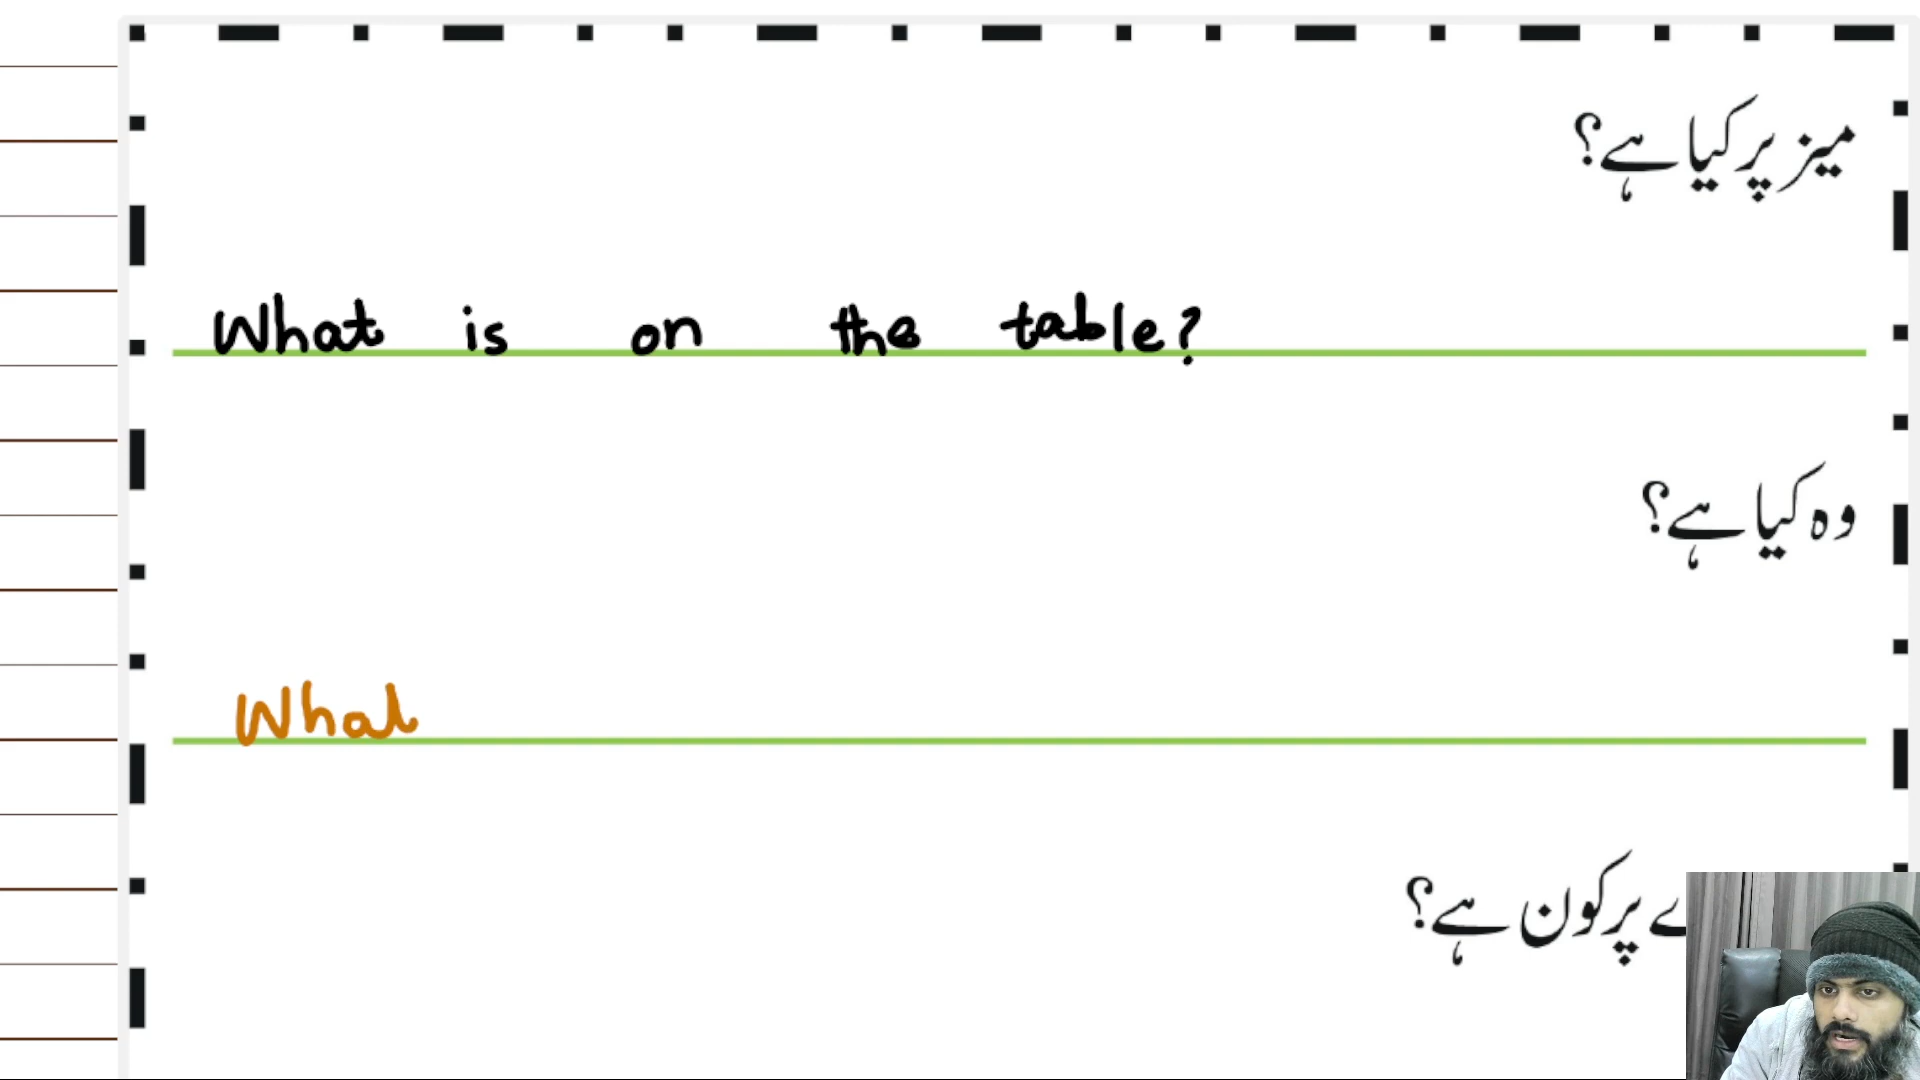 میز پر کیا ہے؟
What is on the table?
وہ کیا ہے؟
What
پر کون ہے؟